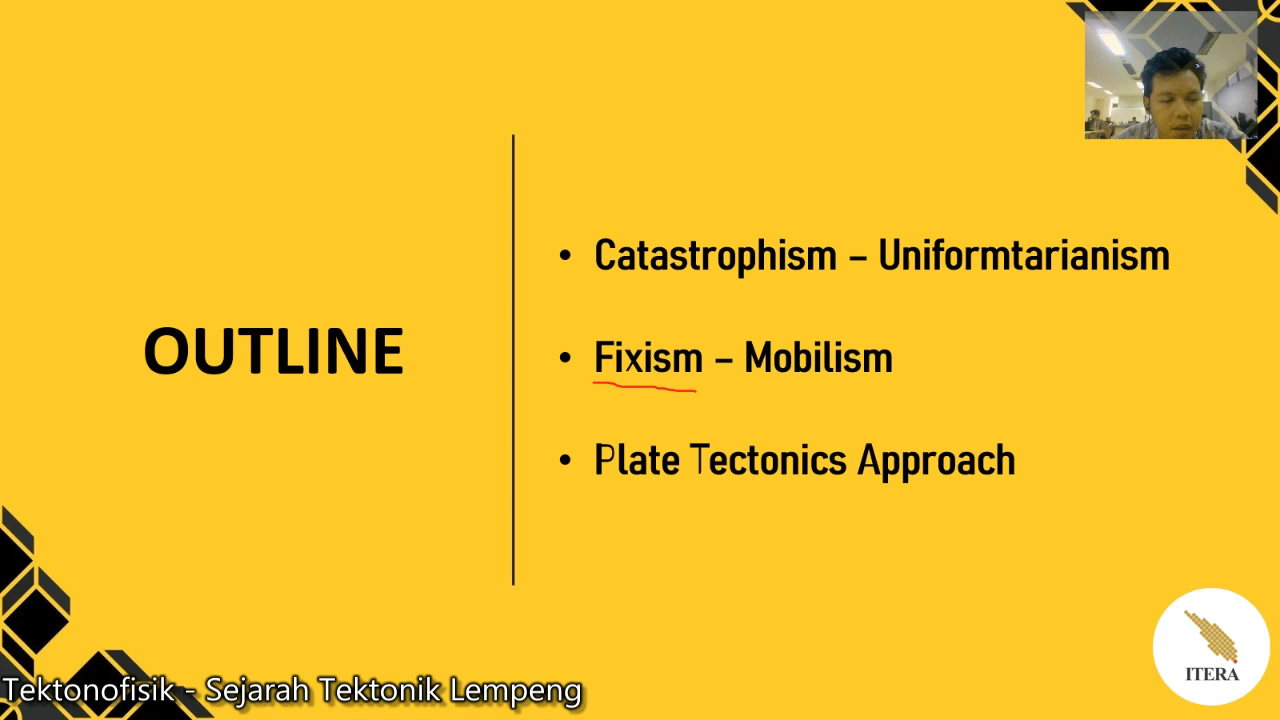 OUTLINE
• Catastrophism – Uniformtarianism
• Fixism – Mobilism
• Plate Tectonics Approach
ITERA
Tektonofisik - Sejarah Tektonik Lempeng